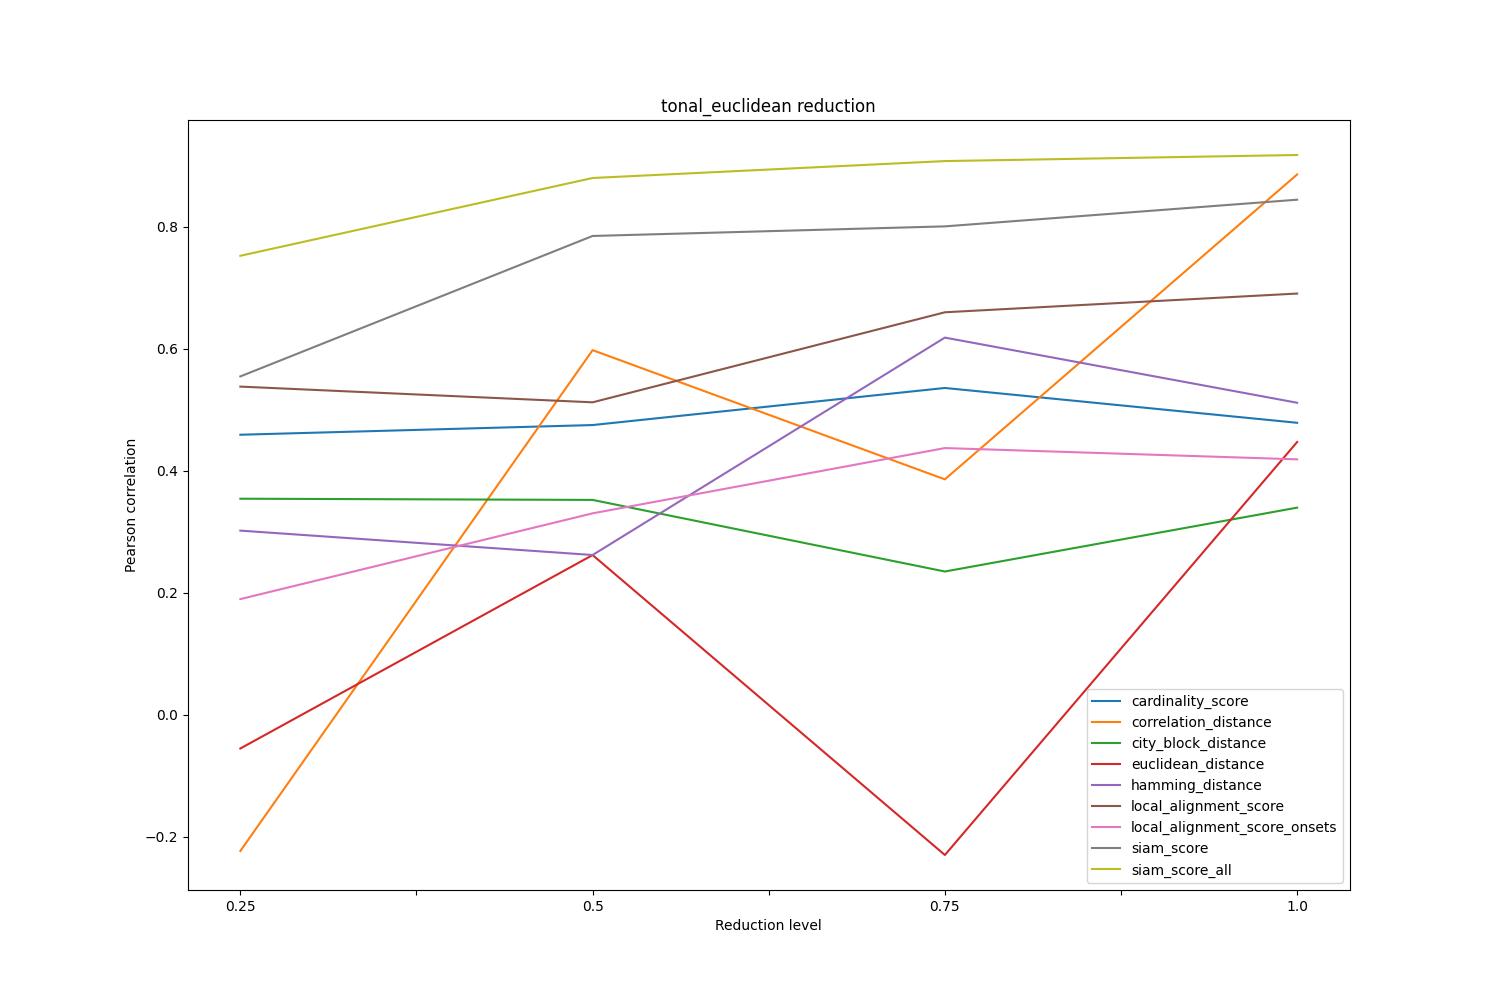 tonal_euclidean reduction
Pearson correlation
0.8
0.6
0.4
0.2
0.0
−0.2
0.25
0.5
0.75
1.0
Reduction level
cardinality_score
correlation_distance
city_block_distance
euclidean_distance
hamming_distance
local_alignment_score
local_alignment_score_onsets
siam_score
siam_score_all